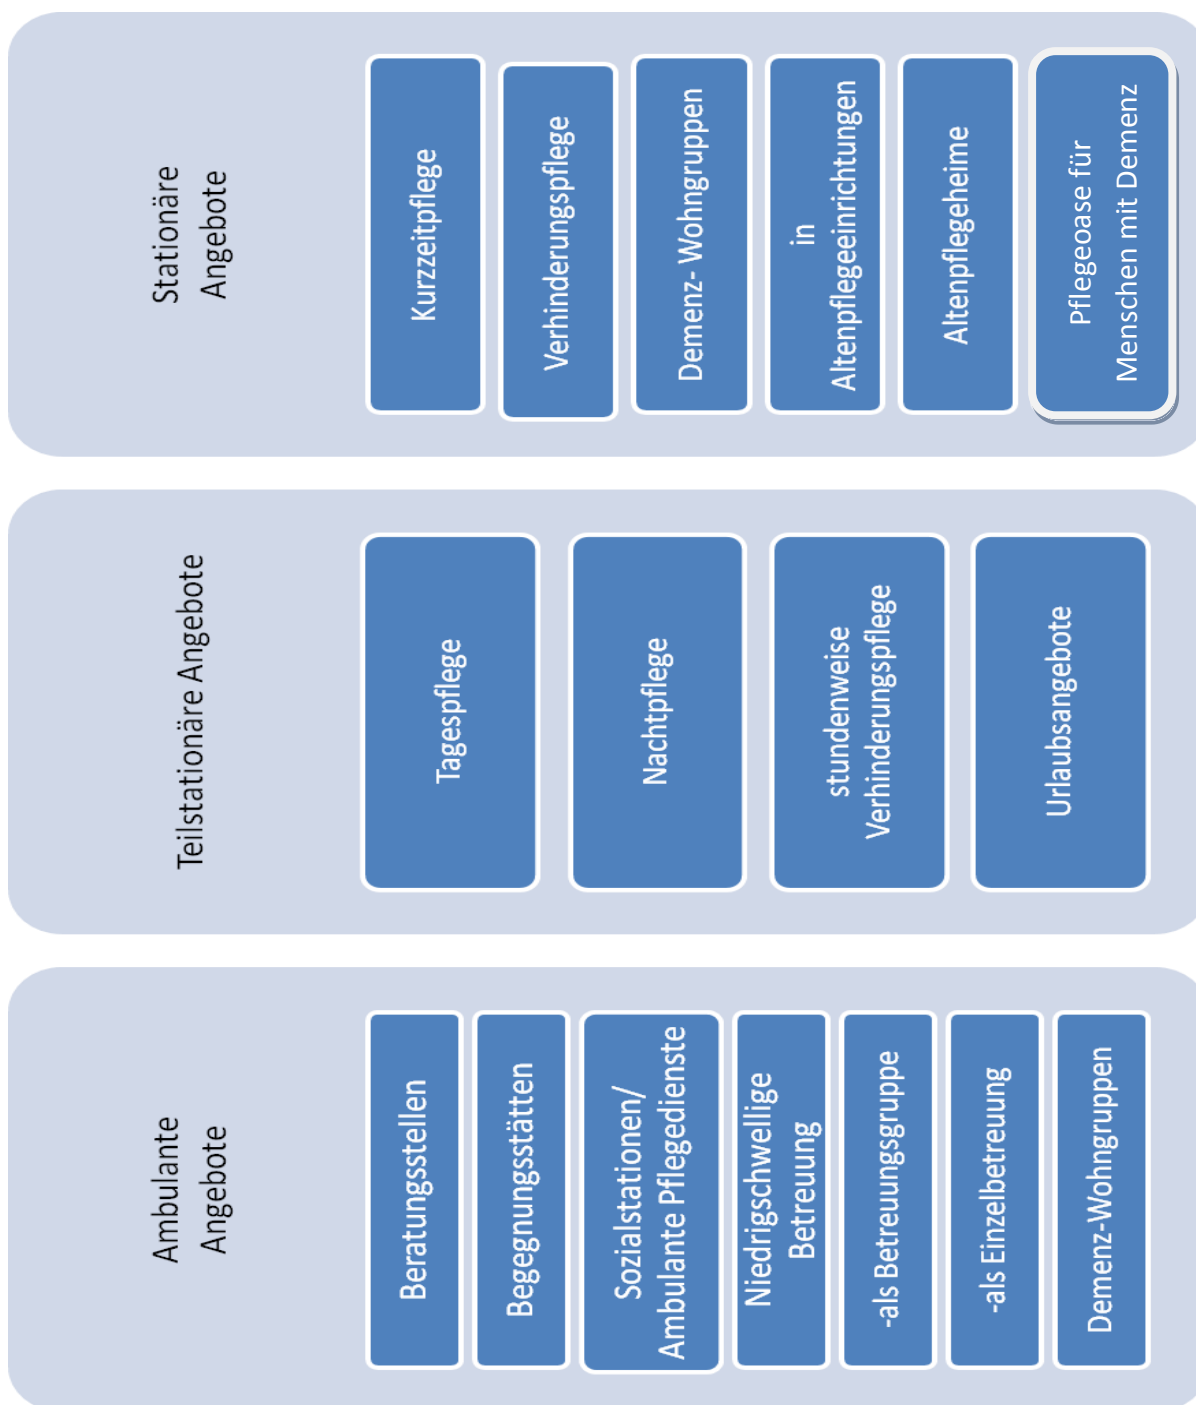 Ambulante
Angebote
Beratungsstellen
Begegnungsstätten
Sozialstationen/
Ambulante Pflegedienste
Niedrigschwellige
Betreuung
-als Betreuungsgruppe
-als Einzelbetreuung
Demenz-Wohngruppen
Teilstationäre Angebote
Tagespflege
Nachtpflege
stundenweise
Verhinderungspflege
Urlaubsangebote
Stationäre
Angebote
Kurzzeitpflege
Verhinderungspflege
Demenz- Wohngruppen
in
Altenpflegeeinrichtungen
Altenpflegeheime
Pflegeoase für
Menschen mit Demenz